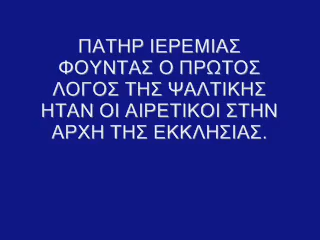 ΠΑΤΗΡ ΙΕΡΕΜΙΑΣ
ΦΟΥΝΤΑΣ Ο ΠΡΩΤΟΣ
ΛΟΓΟΣ ΤΗΣ ΨΑΛΤΙΚΗΣ
ΗΤΑΝ ΟΙ ΑΙΡΕΤΙΚΟΙ ΣΤΗΝ
ΑΡΧΗ ΤΗΣ ΕΚΚΛΗΣΙΑΣ.